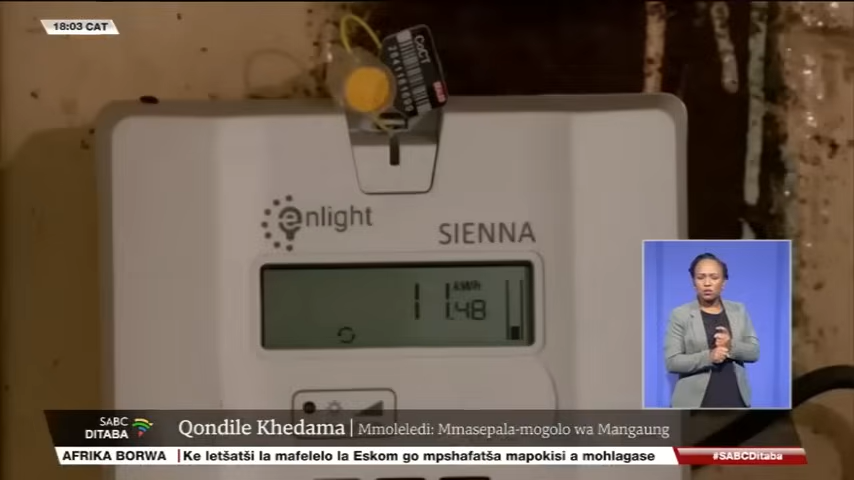 18:03 CAT
CoCT
enlight
SIENNA
kWh
11.48
SABC
DITABA
Qondile Khedama | Mmoleledi: Mmasepala-mogolo wa Mangaung
AFRIKA BORWA | Ke letšatši la mafelelo la Eskom go mpshafatša mapokisi a mohlagase
#SABCDitaba